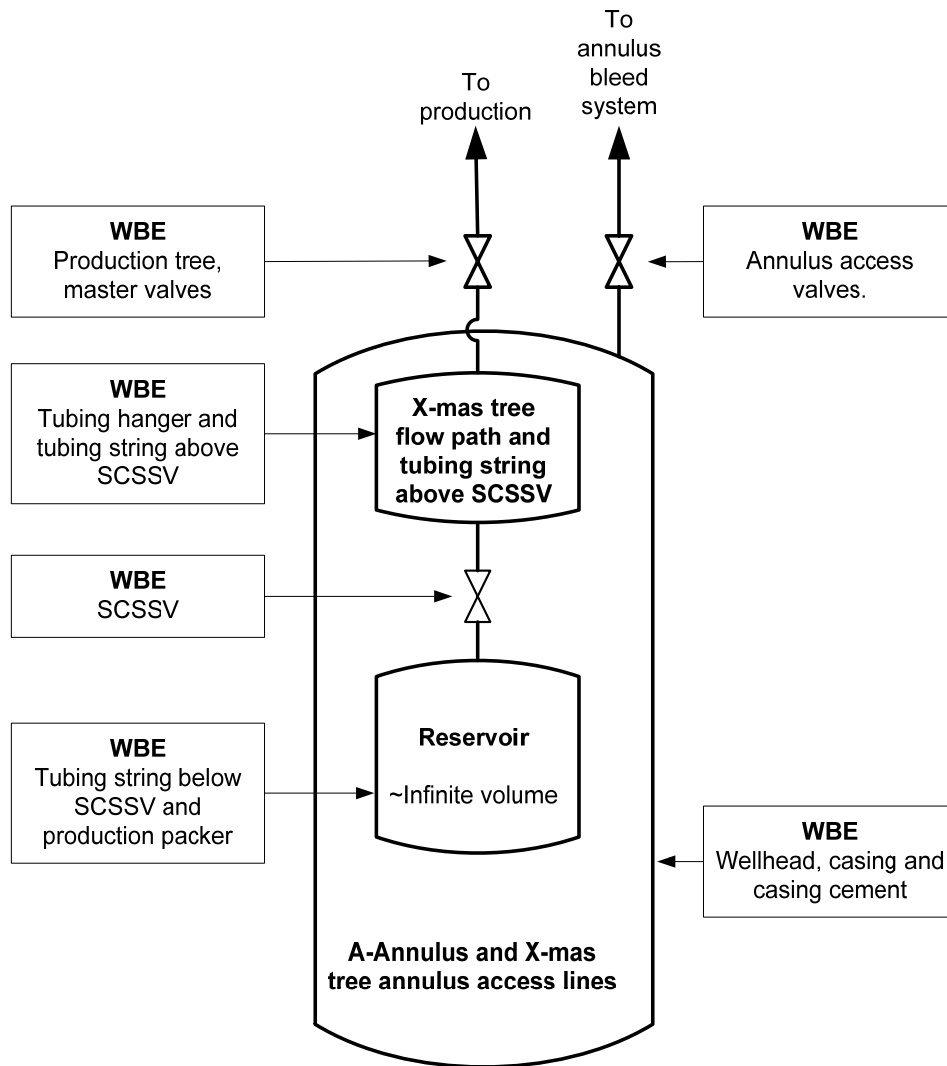 To
annulus
bleed
system
To
production
WBE
Production tree,
master valves
WBE
Annulus access
valves.
WBE
Tubing hanger and
tubing string above
SCSSV
X-mas tree
flow path and
tubing string
above SCSSV
WBE
SCSSV
WBE
Tubing string below
SCSSV and
production packer
Reservoir
~Infinite volume
WBE
Wellhead, casing and
casing cement
A-Annulus and X-mas
tree annulus access lines